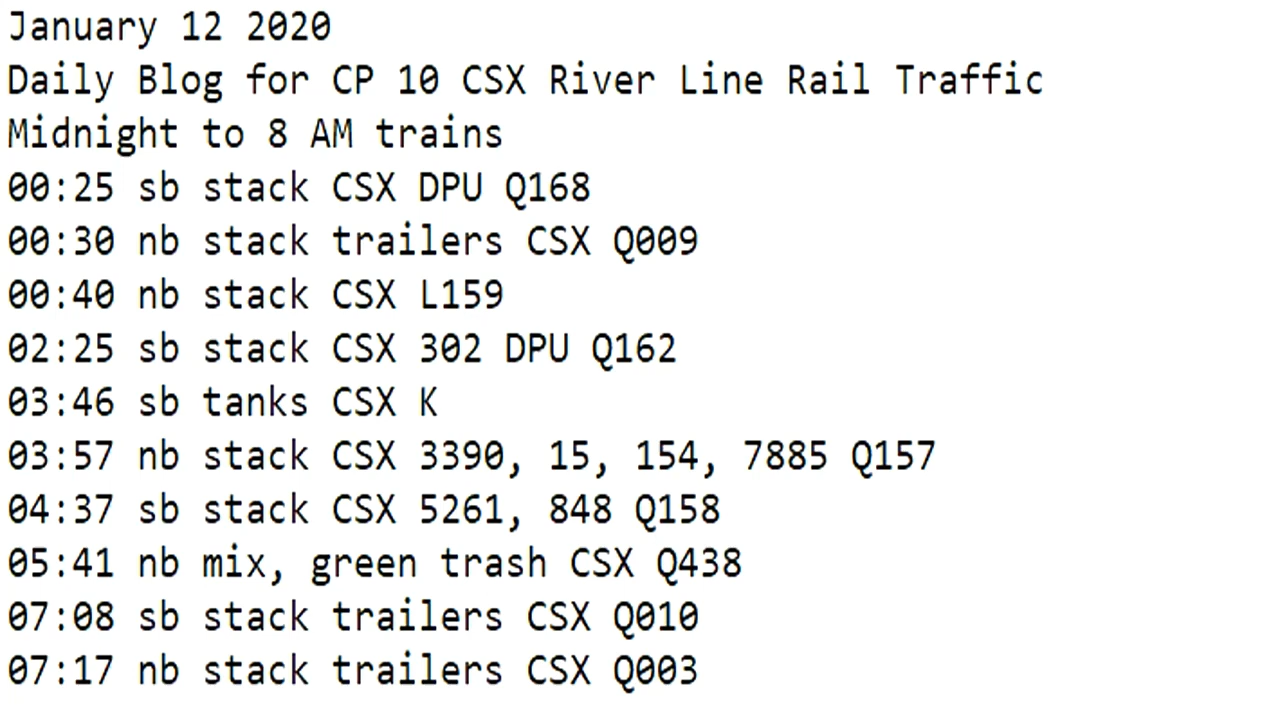 January 12 2020
Daily Blog for CP 10 CSX River Line Rail Traffic
Midnight to 8 AM trains
00:25 sb stack CSX DPU Q168
00:30 nb stack trailers CSX Q009
00:40 nb stack CSX L159
02:25 sb stack CSX 302 DPU Q162
03:46 sb tanks CSX K
03:57 nb stack CSX 3390, 15, 154, 7885 Q157
04:37 sb stack CSX 5261, 848 Q158
05:41 nb mix, green trash CSX Q438
07:08 sb stack trailers CSX Q010
07:17 nb stack trailers CSX Q003